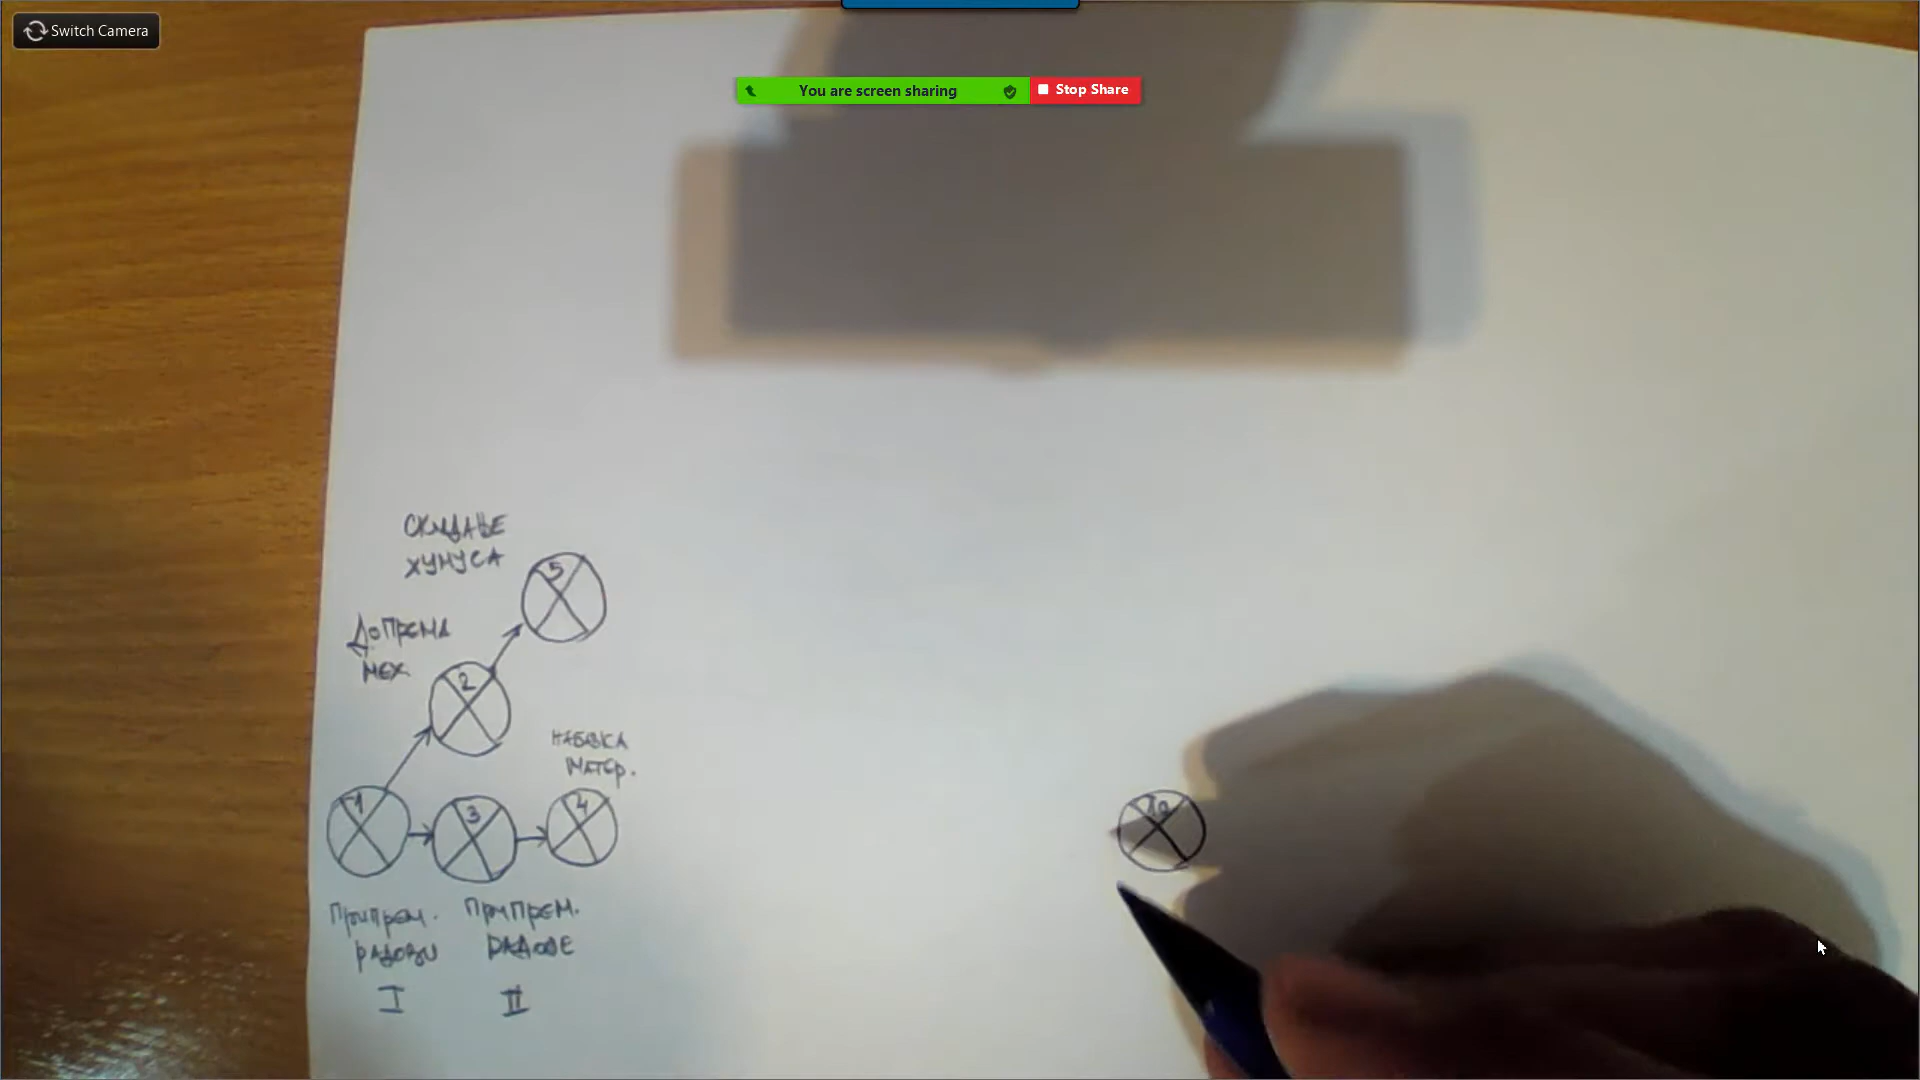 Switch Camera
You are screen sharing
Stop Share
СКИДАЊЕ
ХУМУСА
5
ДОПРЕМА
МЕХ.
2
НАБАВКА
МАТЕР.
1
3
4
Припрем.
радови
I
Припрем.
РАДОВЕ
II